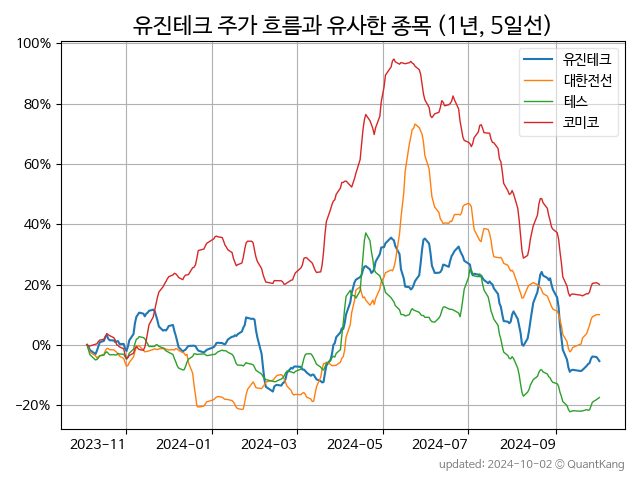 유진테크 주가 흐름과 유사한 종목 (1년, 5일선)
100%
80%
60%
40%
20%
0%
−20%
유진테크
대한전선
테스
코미코
2023-11
2024-01
2024-03
2024-05
2024-07
2024-09
updated: 2024-10-02 © QuantKang